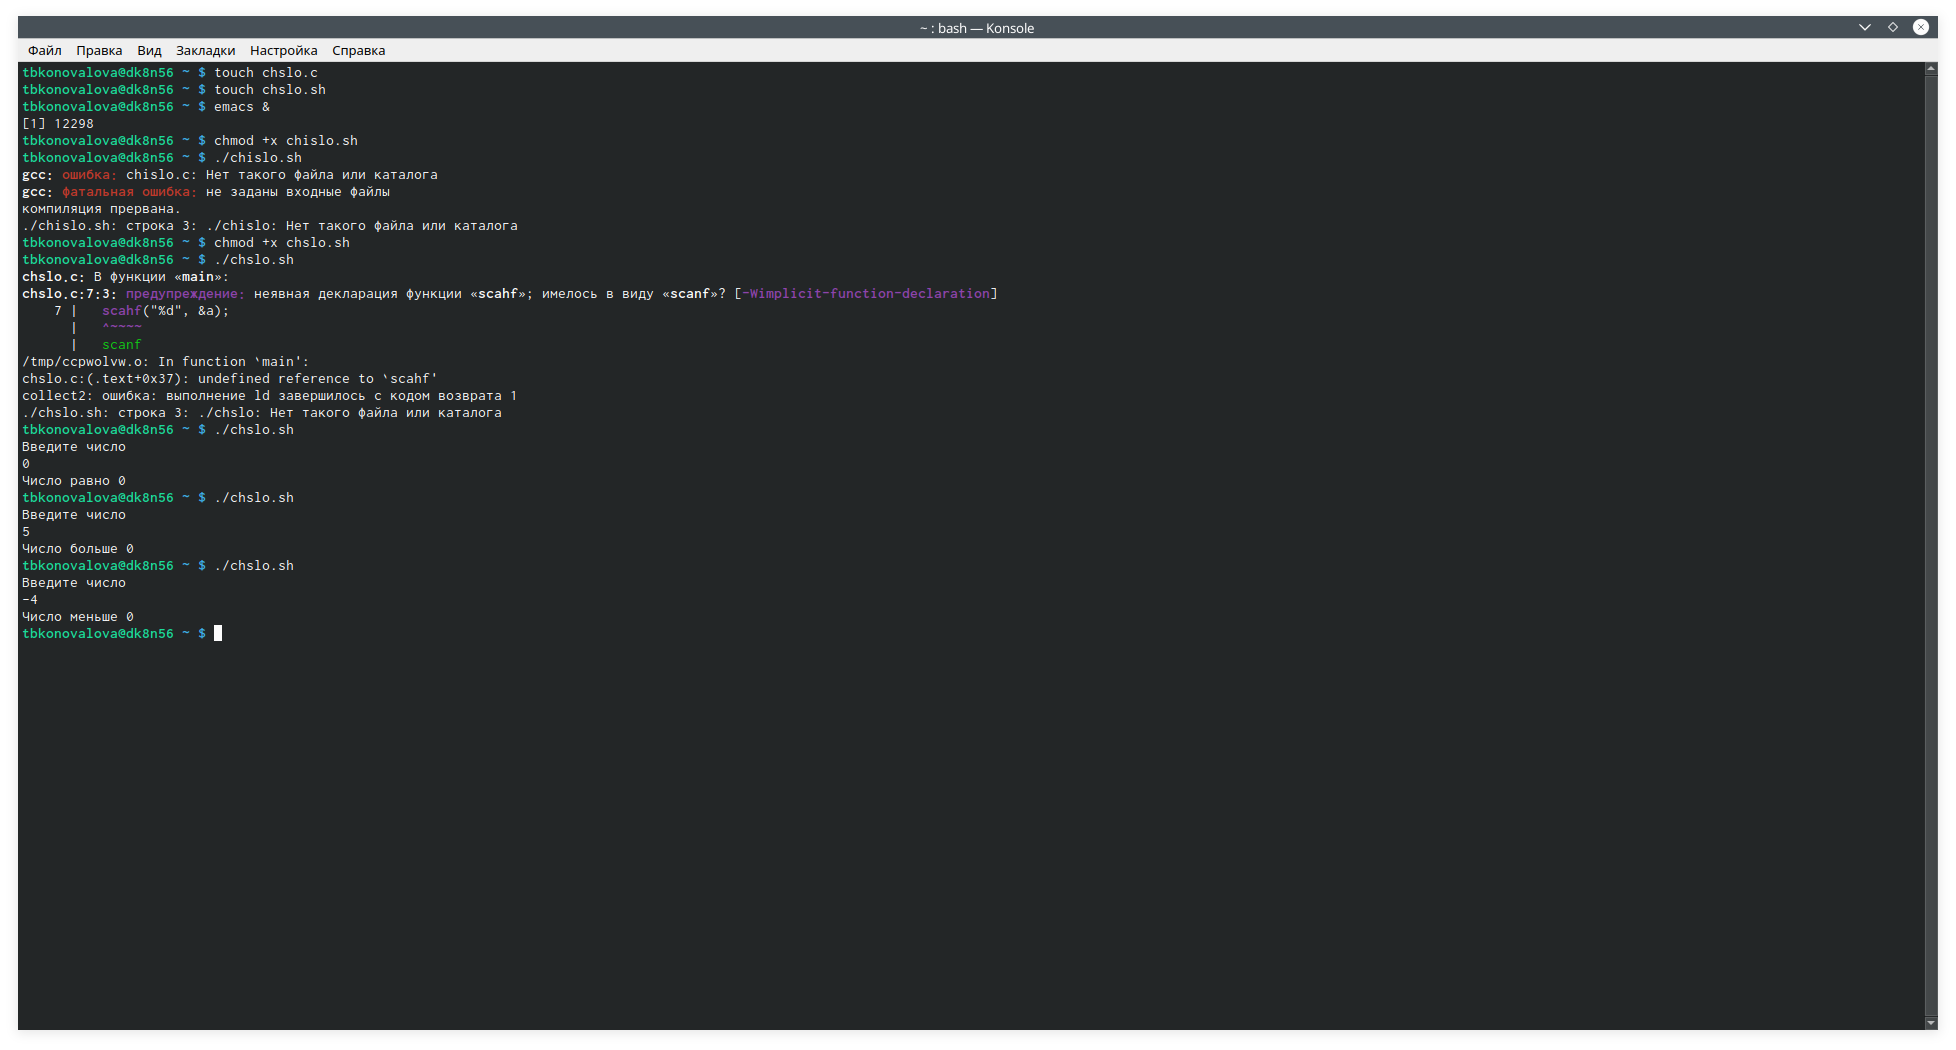 ~ : bash — Konsole
Файл Правка Вид Закладки Настройка Справка
tbkonovalova@dk8n56 ~ $ touch chslo.c
tbkonovalova@dk8n56 ~ $ touch chslo.sh
tbkonovalova@dk8n56 ~ $ emacs &
[1] 12298
tbkonovalova@dk8n56 ~ $ chmod +x chislo.sh
tbkonovalova@dk8n56 ~ $ ./chislo.sh
gcc: ошибка: chislo.c: Нет такого файла или каталога
gcc: фатальная ошибка: не заданы входные файлы
компиляция прервана.
./chislo.sh: строка 3: ./chislo: Нет такого файла или каталога
tbkonovalova@dk8n56 ~ $ chmod +x chslo.sh
tbkonovalova@dk8n56 ~ $ ./chslo.sh
chslo.c: В функции «main»:
chslo.c:7:3: предупреждение: неявная декларация функции «scahf»; имелось в виду «scanf»? [-Wimplicit-function-declaration]
7 | scahf("%d", &a);
| ^~~~~
| scanf
/tmp/ccpwolvw.o: In function `main':
chslo.c:(.text+0x37): undefined reference to `scahf'
collect2: ошибка: выполнение ld завершилось с кодом возврата 1
./chslo.sh: строка 3: ./chslo: Нет такого файла или каталога
tbkonovalova@dk8n56 ~ $ ./chslo.sh
Введите число
0
Число равно 0
tbkonovalova@dk8n56 ~ $ ./chslo.sh
Введите число
5
Число больше 0
tbkonovalova@dk8n56 ~ $ ./chslo.sh
Введите число
-4
Число меньше 0
tbkonovalova@dk8n56 ~ $